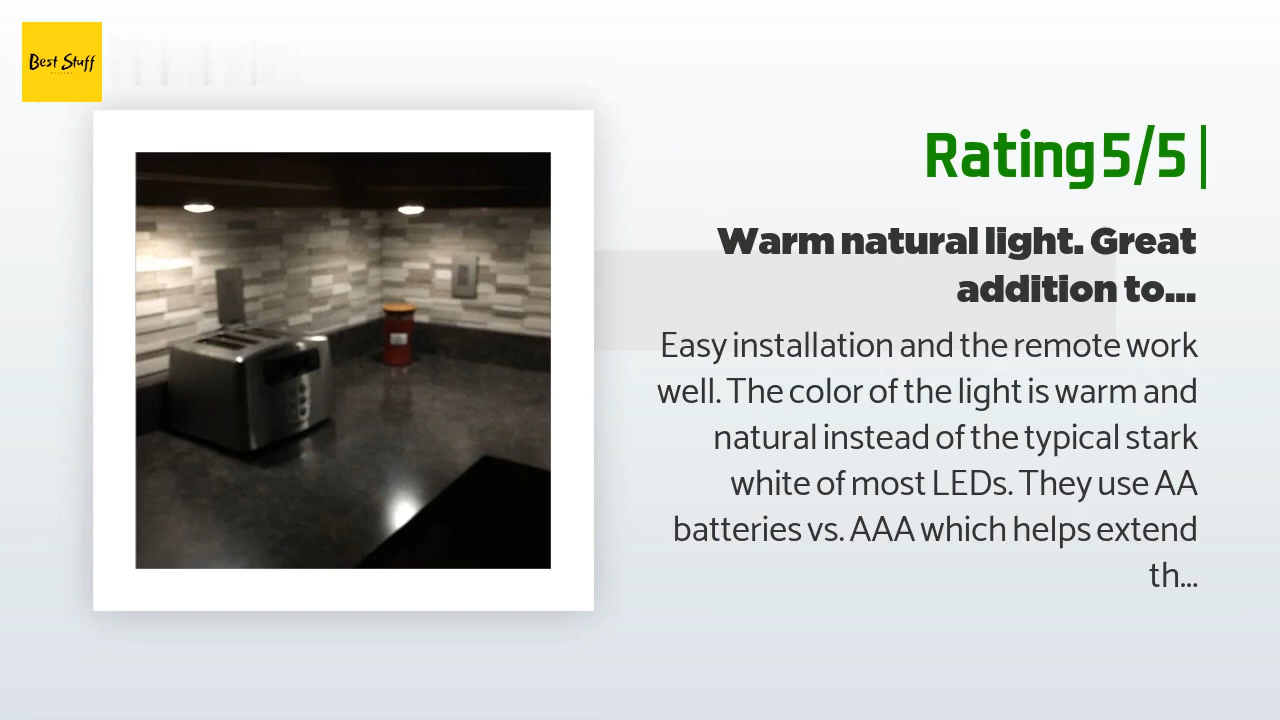 Best Stuff
Rating 5/5
Warm natural light. Great
addition to...
Easy installation and the remote work
well. The color of the light is warm and
natural instead of the typical stark
white of most LEDs. They use AA
batteries vs. AAA which helps extend
th...